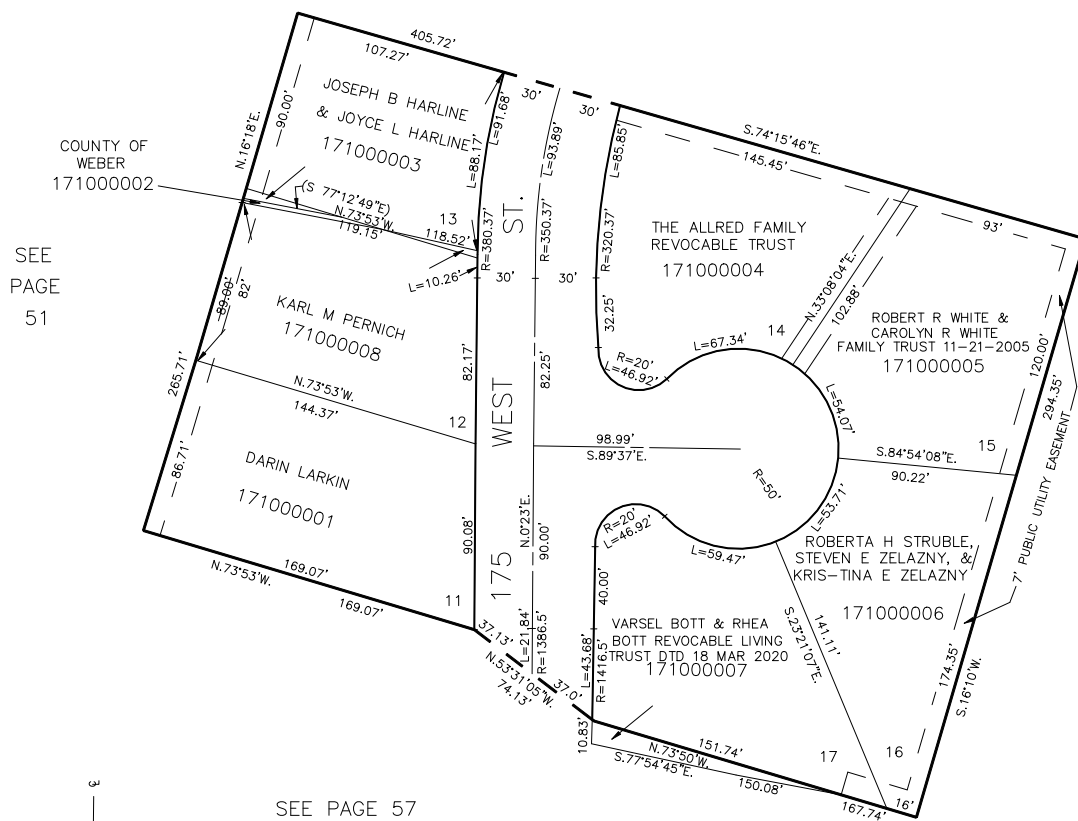 405.72'
107.27'
JOSEPH B HARLINE
& JOYCE L HARLINE
171000003
90.00'
N.16°18'E.
COUNTY OF
WEBER
171000002
(S 77°12'49"E)
N.73°53'W.
119.15'
118.52'
13
L=10.26'
L=91.68'
L=88.17'
R=380.37'
30'
30'
L=93.89'
R=350.37'
L=85.85'
R=320.37'
30'
30'
S.74°15'46"E.
145.45'
93'
THE ALLRED FAMILY
REVOCABLE TRUST
171000004
N.33°08'04"E.
102.88'
14
ROBERT R WHITE &
CAROLYN R WHITE
FAMILY TRUST 11-21-2005
171000005
120.00'
294.35'
15
SEE
PAGE
51
KARL M PERNICH
171000008
89.00'
82'
265.71'
N.73°53'W.
144.37'
82.17'
12
82.25'
32.25'
R=20'
L=46.92'
L=67.34'
L=54.07'
98.99'
S.89°37'E.
R=50'
S.84°54'08"E.
90.22'
L=53.71'
7' PUBLIC UTILITY EASEMENT
DARIN LARKIN
171000001
86.71'
N.73°53'W.
169.07'
169.07'
90.08'
11
175 WEST ST.
N.0°23'E.
90.00'
R=20'
L=46.92'
L=59.47'
40.00'
L=21.84'
R=1386.5'
L=43.68'
R=1416.5'
37.13'
37.0'
N.53°31'05"W.
74.13'
ROBERTA H STRUBLE,
STEVEN E ZELAZNY, &
KRIS-TINA E ZELAZNY
171000006
VARSEL BOTT & RHEA
BOTT REVOCABLE LIVING
TRUST DTD 18 MAR 2020
171000007
141.11'
S.23°21'07"E.
174.35'
S.16°10'W.
10.83'
151.74'
N.73°50'W.
S.77°54'45"E.
150.08'
17
16
16'
167.74'
SEE PAGE 57